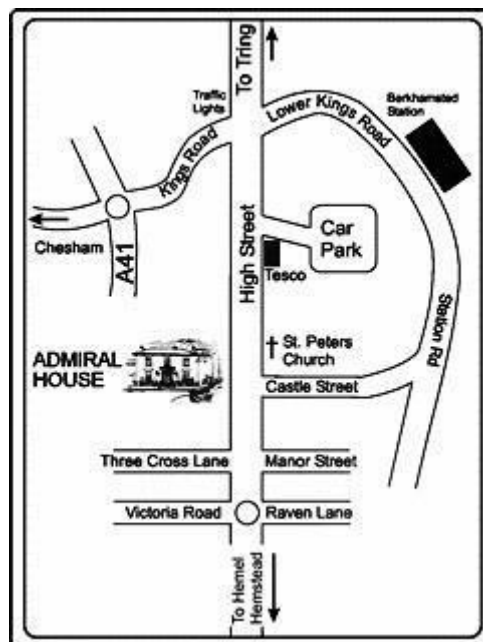 To Tring
Traffic
Lights
Lower Kings Road
Berkhamsted
Station
Kings Road
Chesham
A41
High Street
Car
Park
Tesco
Station Rd
ADMIRAL
HOUSE
St. Peters
Church
Castle Street
Three Cross Lane
Manor Street
Victoria Road
Raven Lane
To Hemel
Hemstead